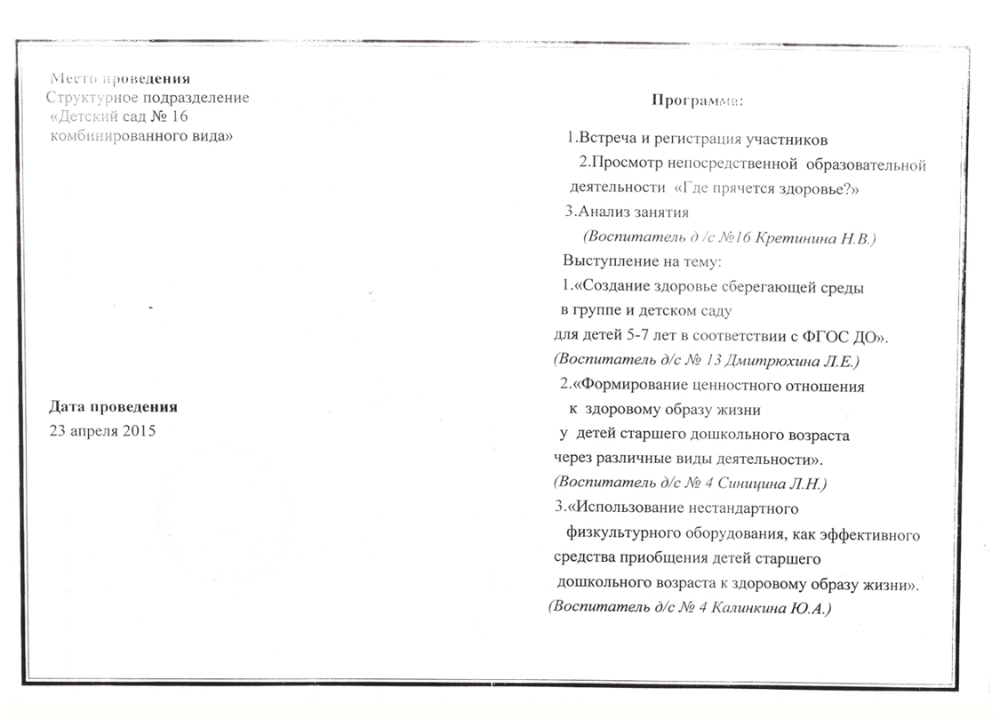 Место проведения
Структурное подразделение
«Детский сад № 16
комбинированного вида»
Дата проведения
23 апреля 2015
Программа:
1.Встреча и регистрация участников
2.Просмотр непосредственной образовательной
деятельности «Где прячется здоровье?»
3.Анализ занятия
(Воспитатель д /с №16 Кретинина Н.В.)
Выступление на тему:
1.«Создание здоровье сберегающей среды
в группе и детском саду
для детей 5-7 лет в соответствии с ФГОС ДО».
(Воспитатель д/с № 13 Дмитрюхина Л.Е.)
2.«Формирование ценностного отношения
к здоровому образу жизни
у детей старшего дошкольного возраста
через различные виды деятельности».
(Воспитатель д/с № 4 Синицина Л.Н.)
3.«Использование нестандартного
физкультурного оборудования, как эффективного
средства приобщения детей старшего
дошкольного возраста к здоровому образу жизни».
(Воспитатель д/с № 4 Калинкина Ю.А.)